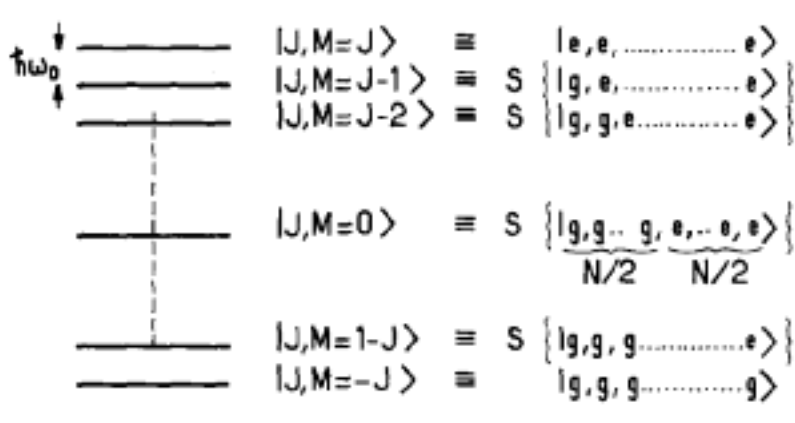 |J,M=J⟩ ≡ |e,e,.............. e⟩
ħω₀
|J,M=J-1⟩ ≡ S {|g,e,.............. e⟩}
|J,M=J-2⟩ ≡ S {|g,g,e............ e⟩}
|J,M=0⟩ ≡ S {|g,g.. g, e,.. e,e⟩}
N/2 N/2
|J,M=1-J⟩ ≡ S {|g,g,g.............e⟩}
|J,M=-J⟩ ≡ |g,g,g............g⟩